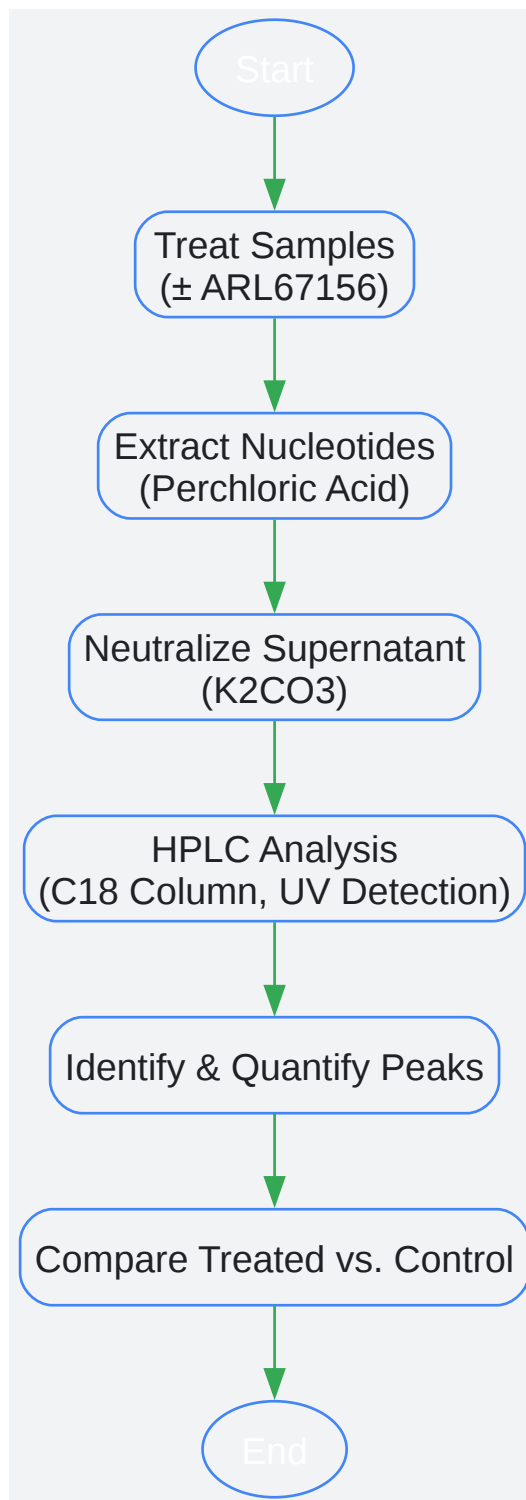 Start
Treat Samples
(± ARL67156)
Extract Nucleotides
(Perchloric Acid)
Neutralize Supernatant
(K2CO3)
HPLC Analysis
(C18 Column, UV Detection)
Identify & Quantify Peaks
Compare Treated vs. Control
End